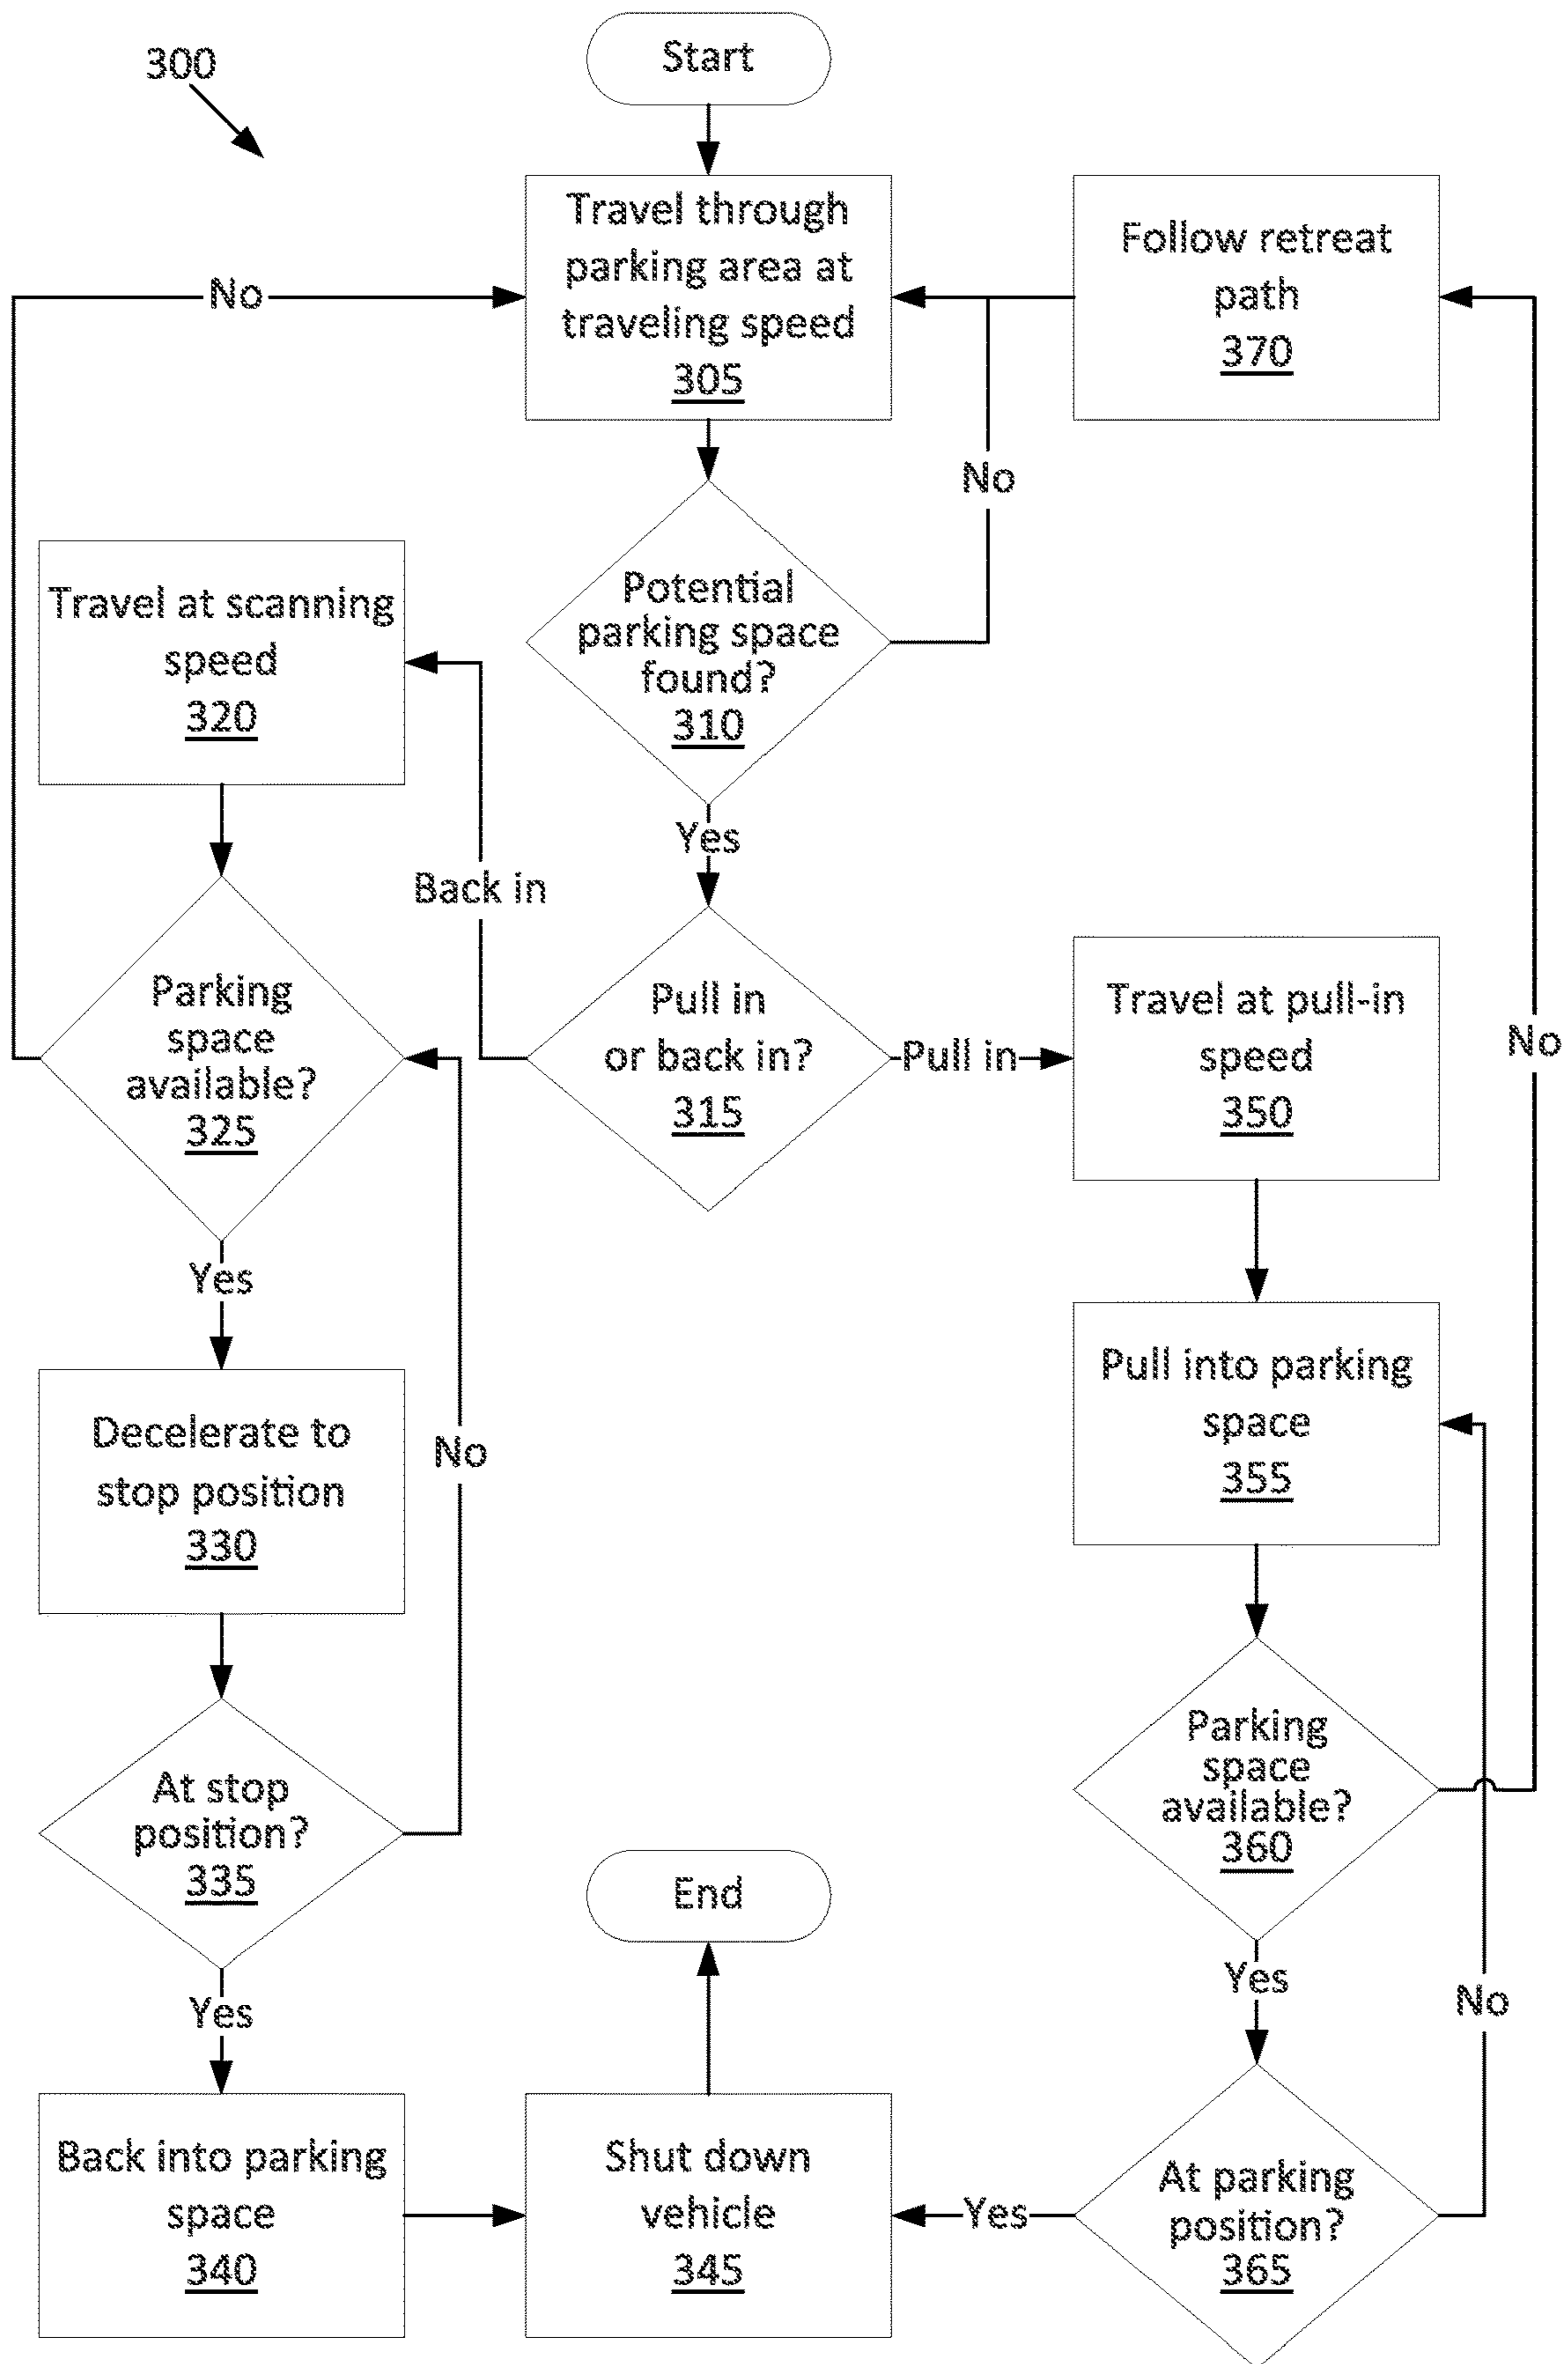 300
Start
Travel through
parking area at
traveling speed
305
Follow retreat
path
370
No
No
Potential
parking space
found?
310
Travel at scanning
speed
320
Yes
Back in
Parking
space
available?
325
Pull in
or back in?
315
Pull in
Travel at pull-in
speed
350
No
Yes
Decelerate to
stop position
330
No
Pull into parking
space
355
At stop
position?
335
Parking
space
available?
360
End
Yes
Yes
No
Back into parking
space
340
Shut down
vehicle
345
Yes
At parking
position?
365